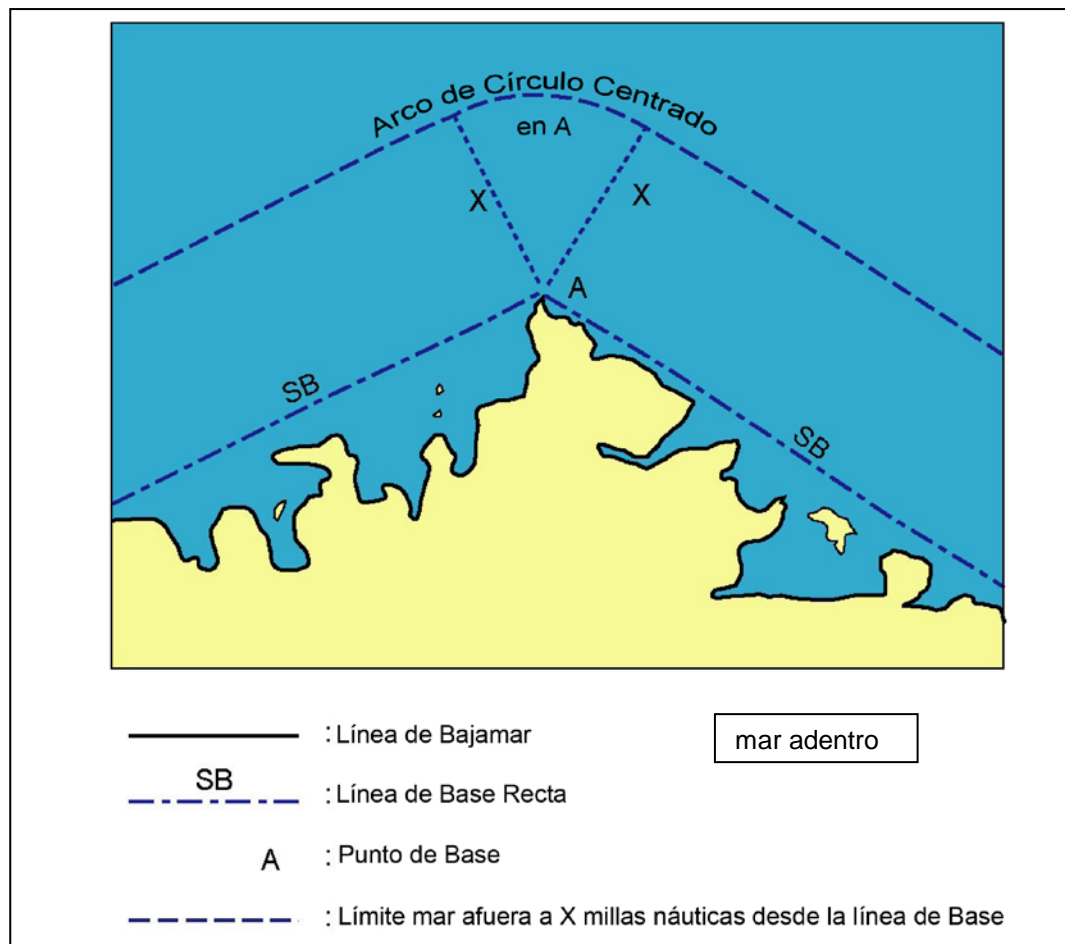 Arco de Círculo Centrado
en A
X
X
A
SB
SB
: Línea de Bajamar
mar adentro
SB
: Línea de Base Recta
A : Punto de Base
: Límite mar afuera a X millas náuticas desde la línea de Base